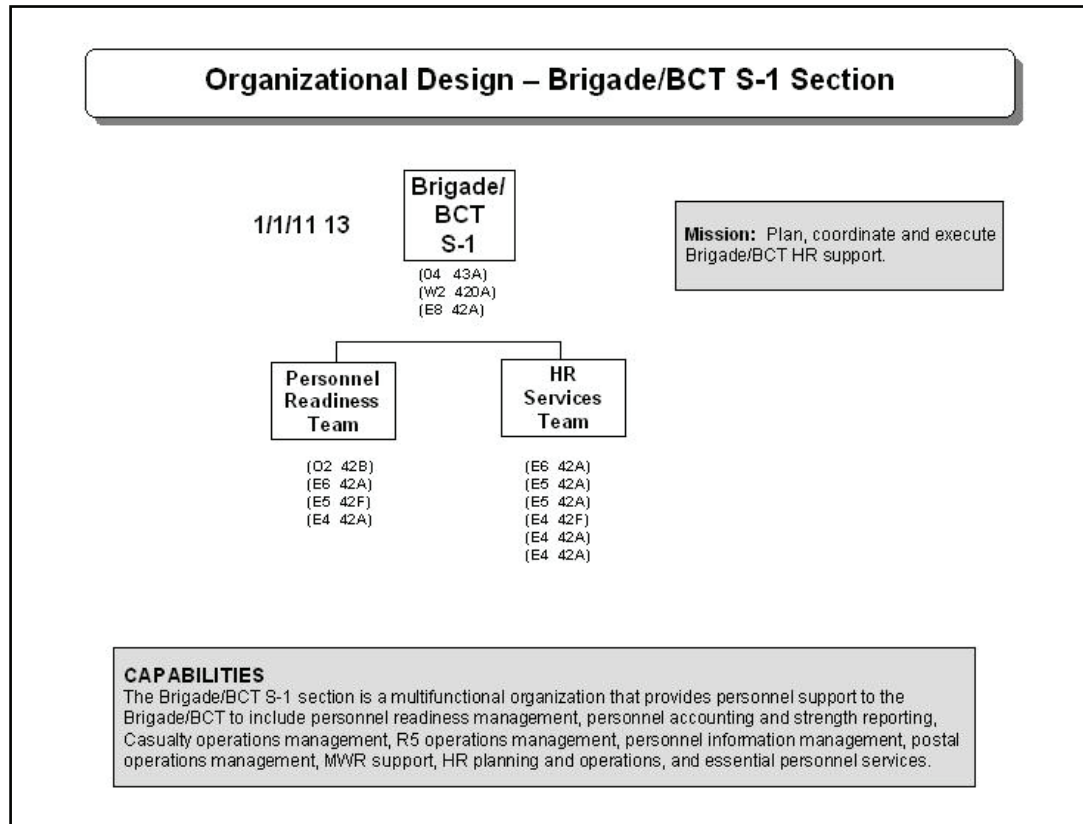 Organizational Design – Brigade/BCT S-1 Section
1/1/11 13
Brigade/
BCT
S-1
(04 43A)
(W2 420A)
(E8 42A)
Mission: Plan, coordinate and execute
Brigade/BCT HR support.
Personnel
Readiness
Team
(O2 42B)
(E6 42A)
(E5 42F)
(E4 42A)
HR
Services
Team
(E6 42A)
(E5 42A)
(E5 42A)
(E4 42F)
(E4 42A)
(E4 42A)
CAPABILITIES
The Brigade/BCT S-1 section is a multifunctional organization that provides personnel support to the
Brigade/BCT to include personnel readiness management, personnel accounting and strength reporting,
Casualty operations management, R5 operations management, personnel information management, postal
operations management, MWR support, HR planning and operations, and essential personnel services.